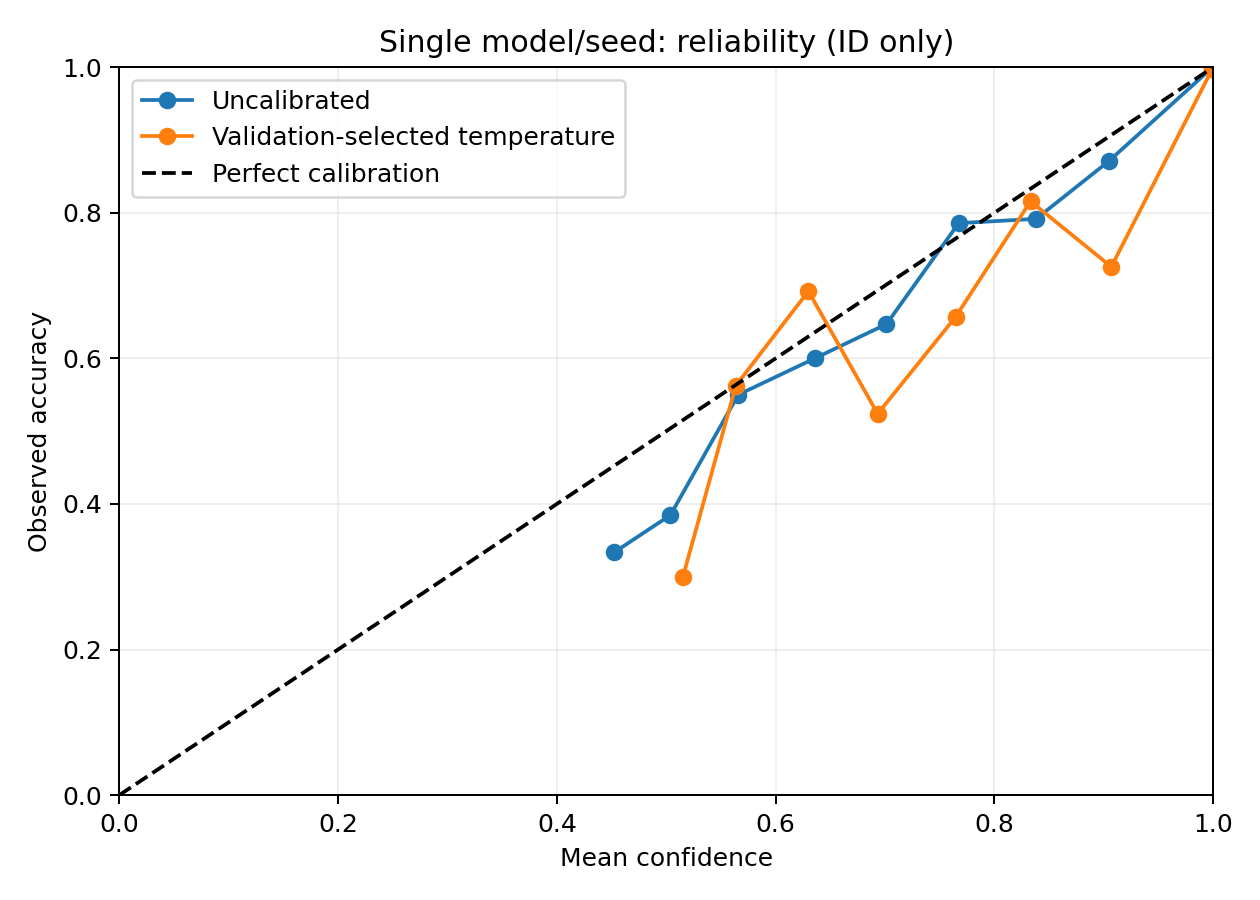 Single model/seed: reliability (ID only)
1.0
0.8
0.6
0.4
0.2
0.0
Observed accuracy
Uncalibrated
Validation-selected temperature
Perfect calibration
0.0 0.2 0.4 0.6 0.8 1.0
Mean confidence